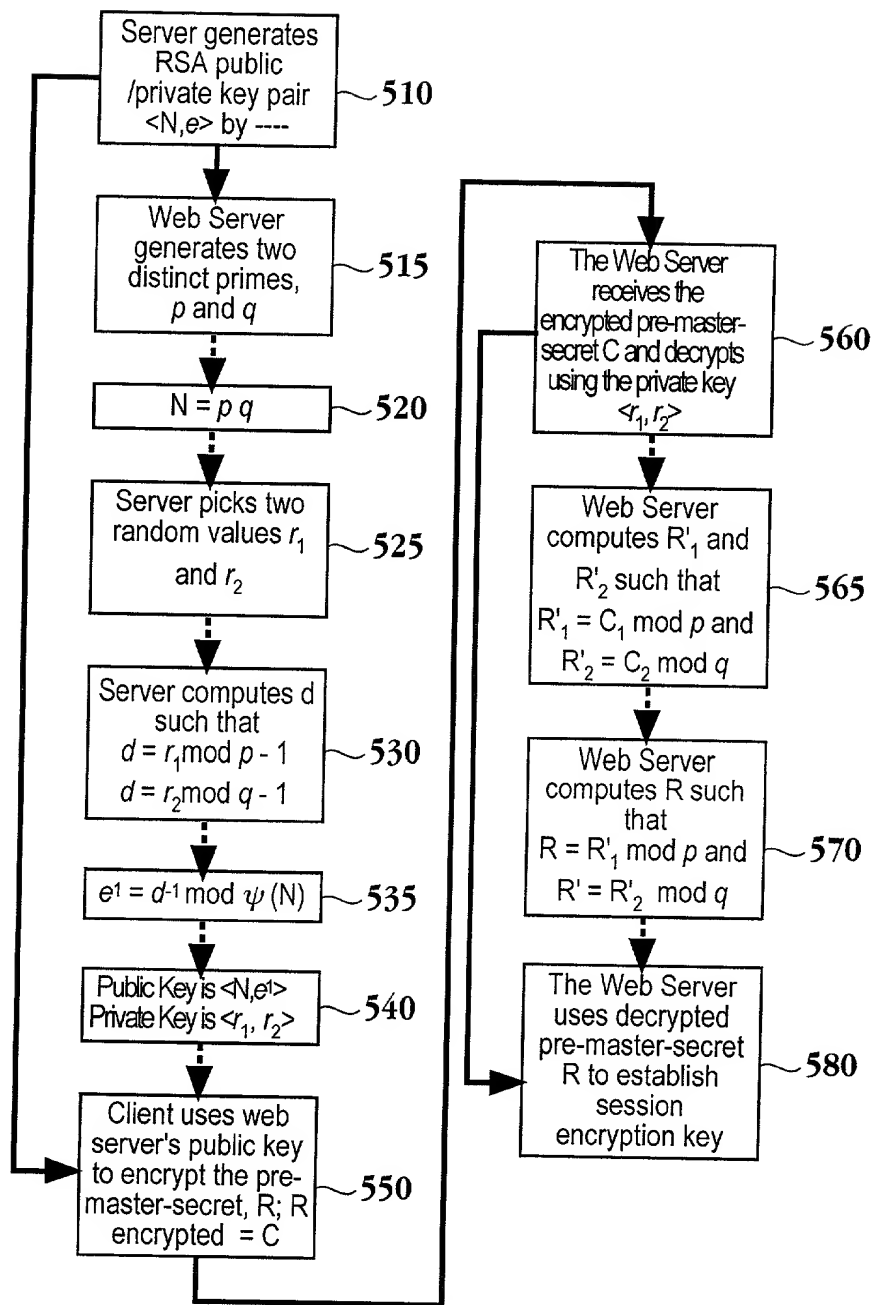 Server generates
RSA public
/private key pair
<N,e> by ----
510
Web Server
generates two
distinct primes,
p and q
515
N = p q
520
Server picks two
random values r₁
and r₂
525
Server computes d
such that
d = r₁mod p - 1
d = r₂mod q - 1
530
e¹ = d⁻¹ mod ψ (N)
535
Public Key is <N,e¹>
Private Key is <r₁, r₂>
540
Client uses web
server's public key
to encrypt the pre-
master-secret, R; R
encrypted = C
550
The Web Server
receives the
encrypted pre-master-
secret C and decrypts
using the private key
<r₁, r₂>
560
Web Server
computes R'₁ and
R'₂ such that
R'₁ = C₁ mod p and
R'₂ = C₂ mod q
565
Web Server
computes R such
that
R = R'₁ mod p and
R' = R'₂ mod q
570
The Web Server
uses decrypted
pre-master-secret
R to establish
session
encryption key
580